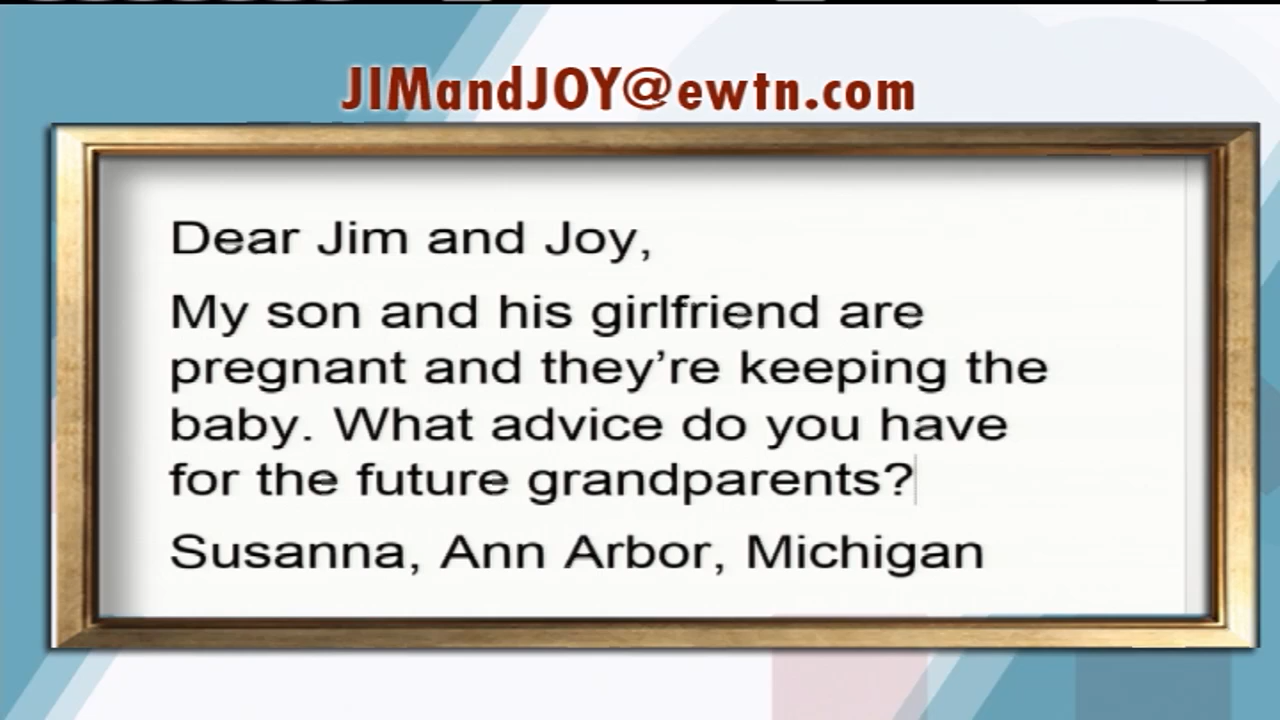 JIMandJOY@ewtn.com
Dear Jim and Joy,
My son and his girlfriend are
pregnant and they’re keeping the
baby. What advice do you have
for the future grandparents?
Susanna, Ann Arbor, Michigan